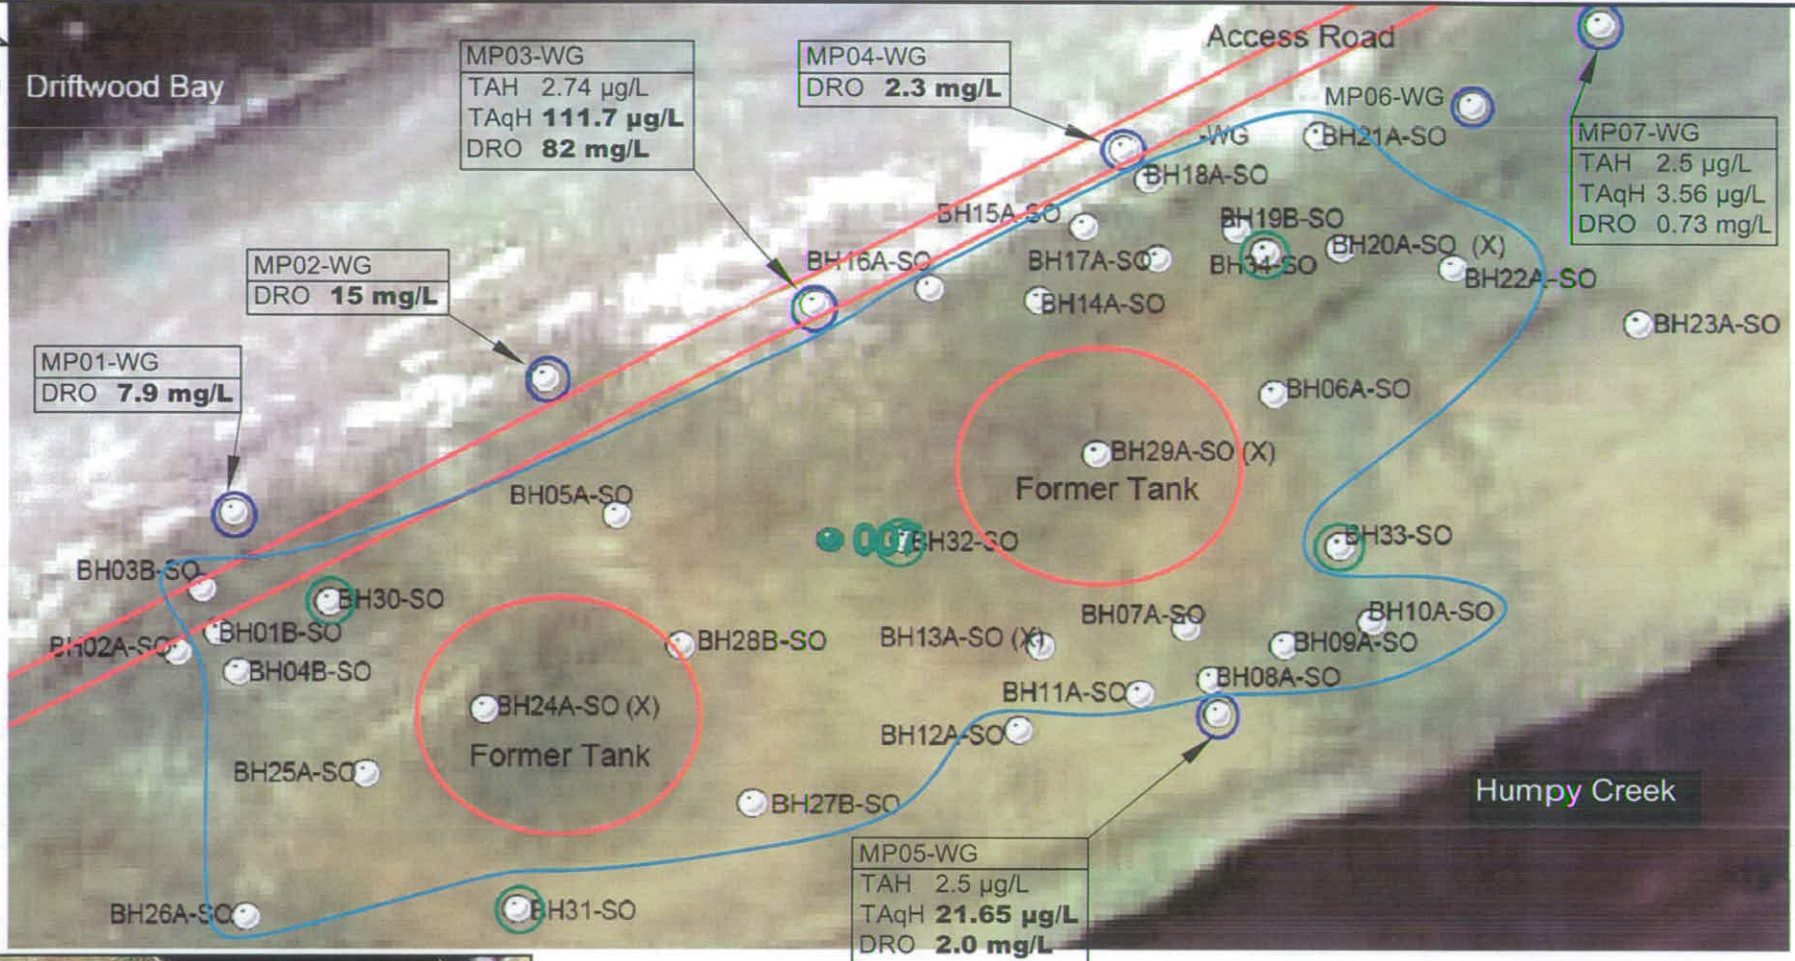 Access Road
Driftwood Bay
MP03-WG
TAH 2.74 µg/L
TAqH 111.7 µg/L
DRO 82 mg/L
MP04-WG
DRO 2.3 mg/L
MP06-WG
-WG
BH21A-SO
MP07-WG
TAH 2.5 µg/L
TAqH 3.56 µg/L
DRO 0.73 mg/L
BH18A-SO
BH15A-SO
BH19B-SO
BH16A-SO
BH17A-SO
BH34-SO
BH20A-SO (X)
BH22A-SO
MP02-WG
DRO 15 mg/L
BH14A-SO
BH23A-SO
MP01-WG
DRO 7.9 mg/L
BH06A-SO
BH29A-SO (X)
Former Tank
BH05A-SO
BH32-SO
BH33-SO
BH03B-SO
BH30-SO
BH10A-SO
BH07A-SO
BH01B-SO
BH02A-SO
BH28B-SO
BH13A-SO (X)
BH09A-SO
BH04B-SO
BH08A-SO
BH11A-SO
BH24A-SO (X)
Former Tank
BH12A-SO
BH25A-SO
BH27B-SO
Humpy Creek
MP05-WG
TAH 2.5 µg/L
TAqH 21.65 µg/L
DRO 2.0 mg/L
BH26A-SO
BH31-SO